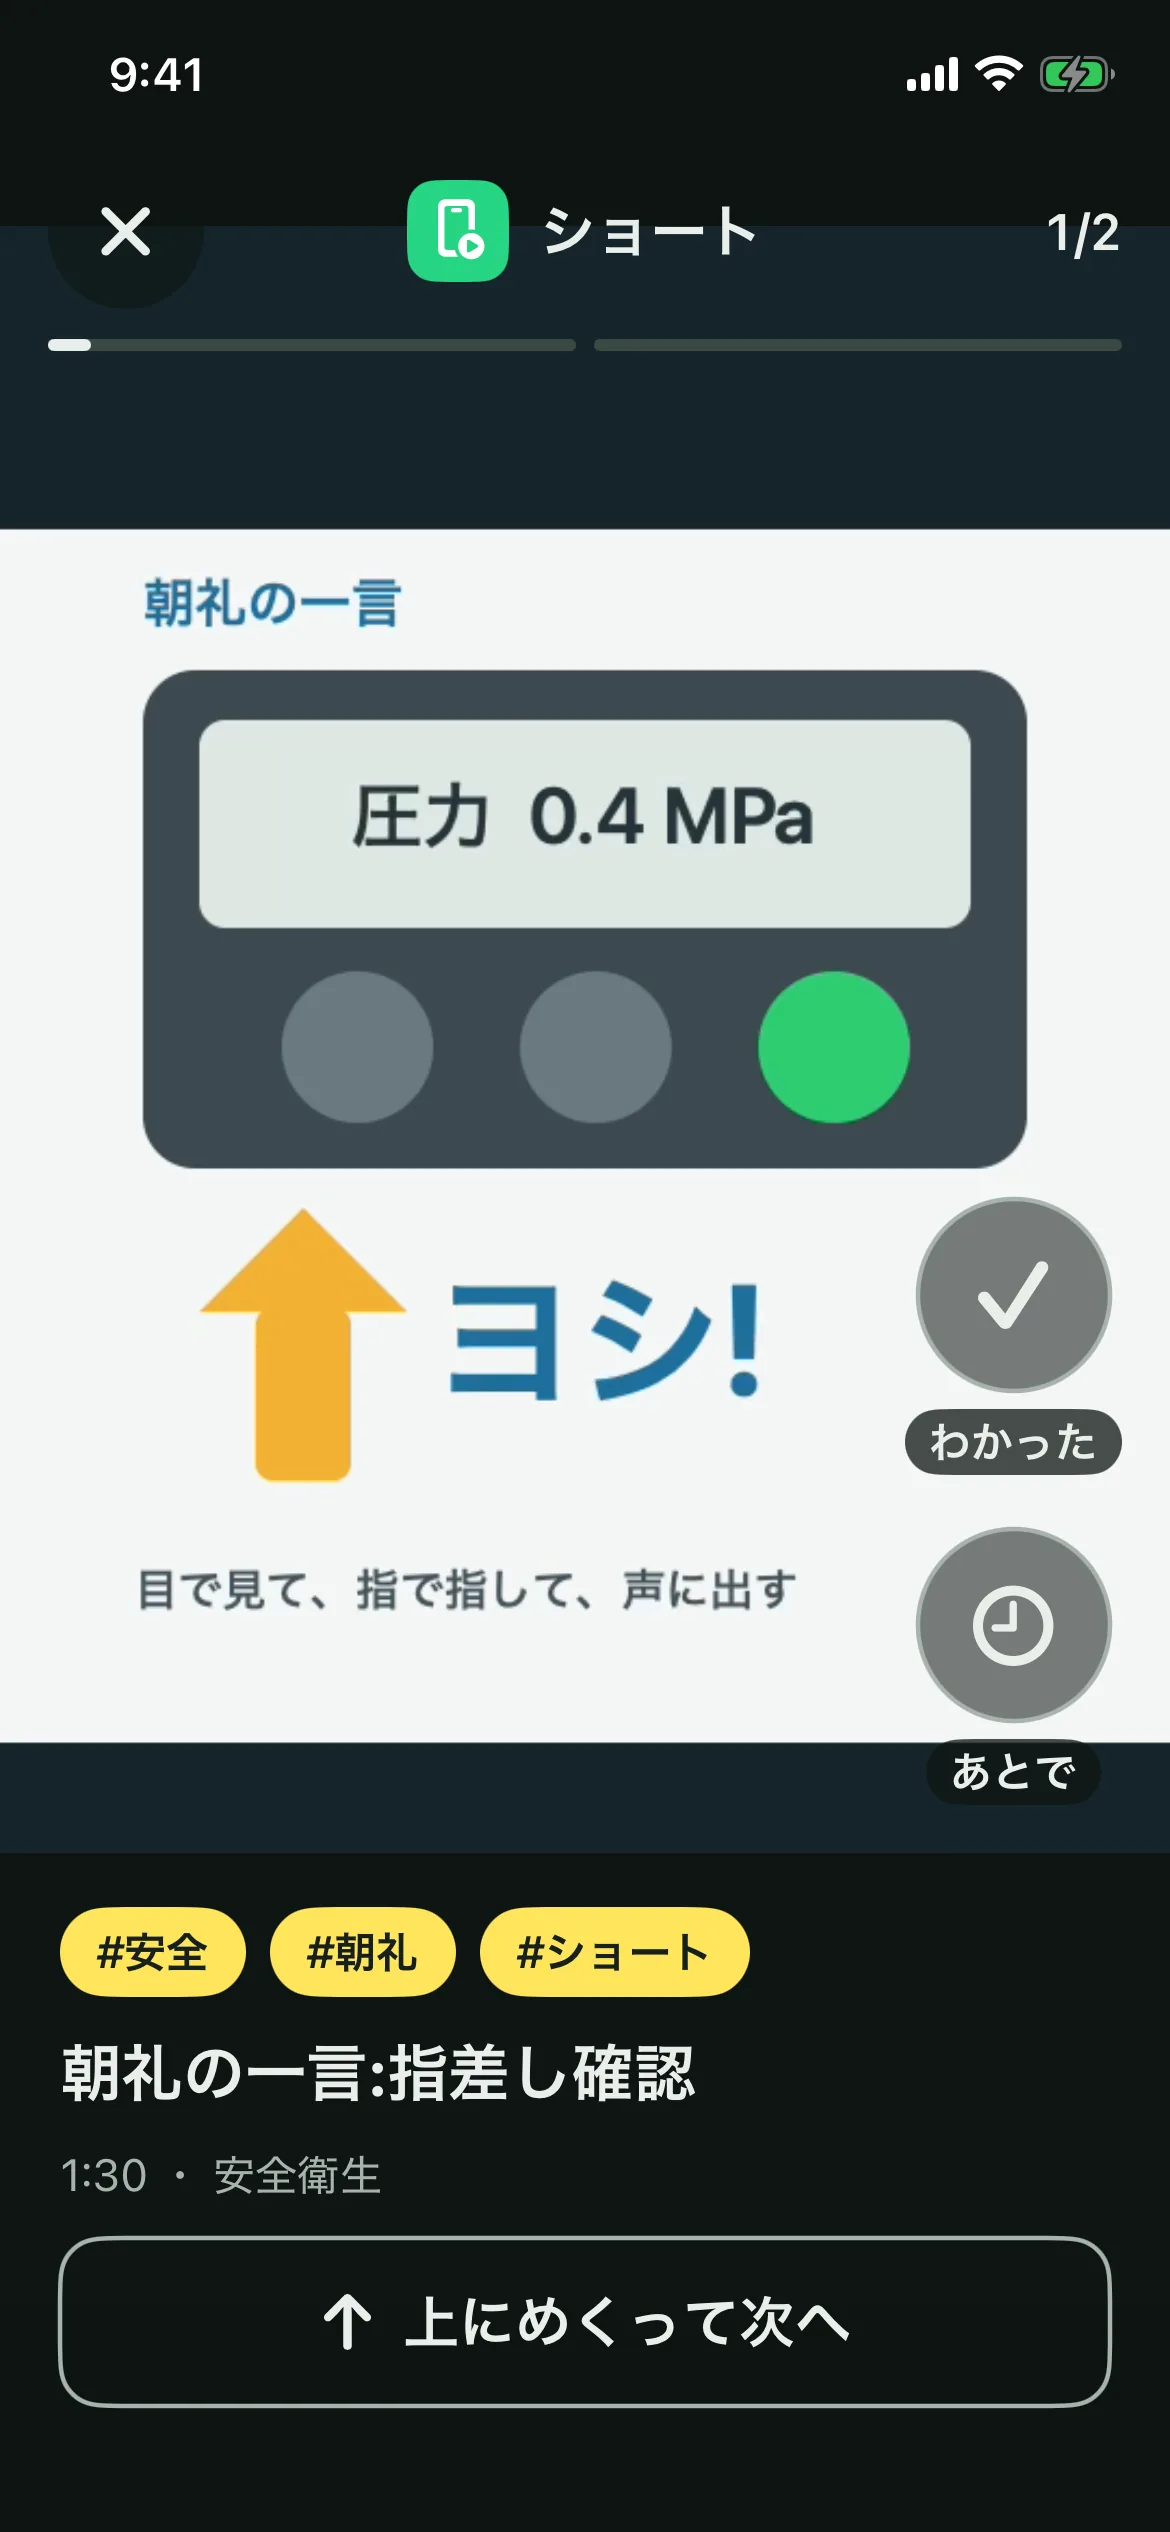 9:41
ショート
1/2
朝礼の一言
圧力 0.4 MPa
ヨシ!
わかった
目で見て、指で指して、声に出す
あとで
#安全 #朝礼 #ショート
朝礼の一言:指差し確認
1:30 ・ 安全衛生
↑ 上にめくって次へ